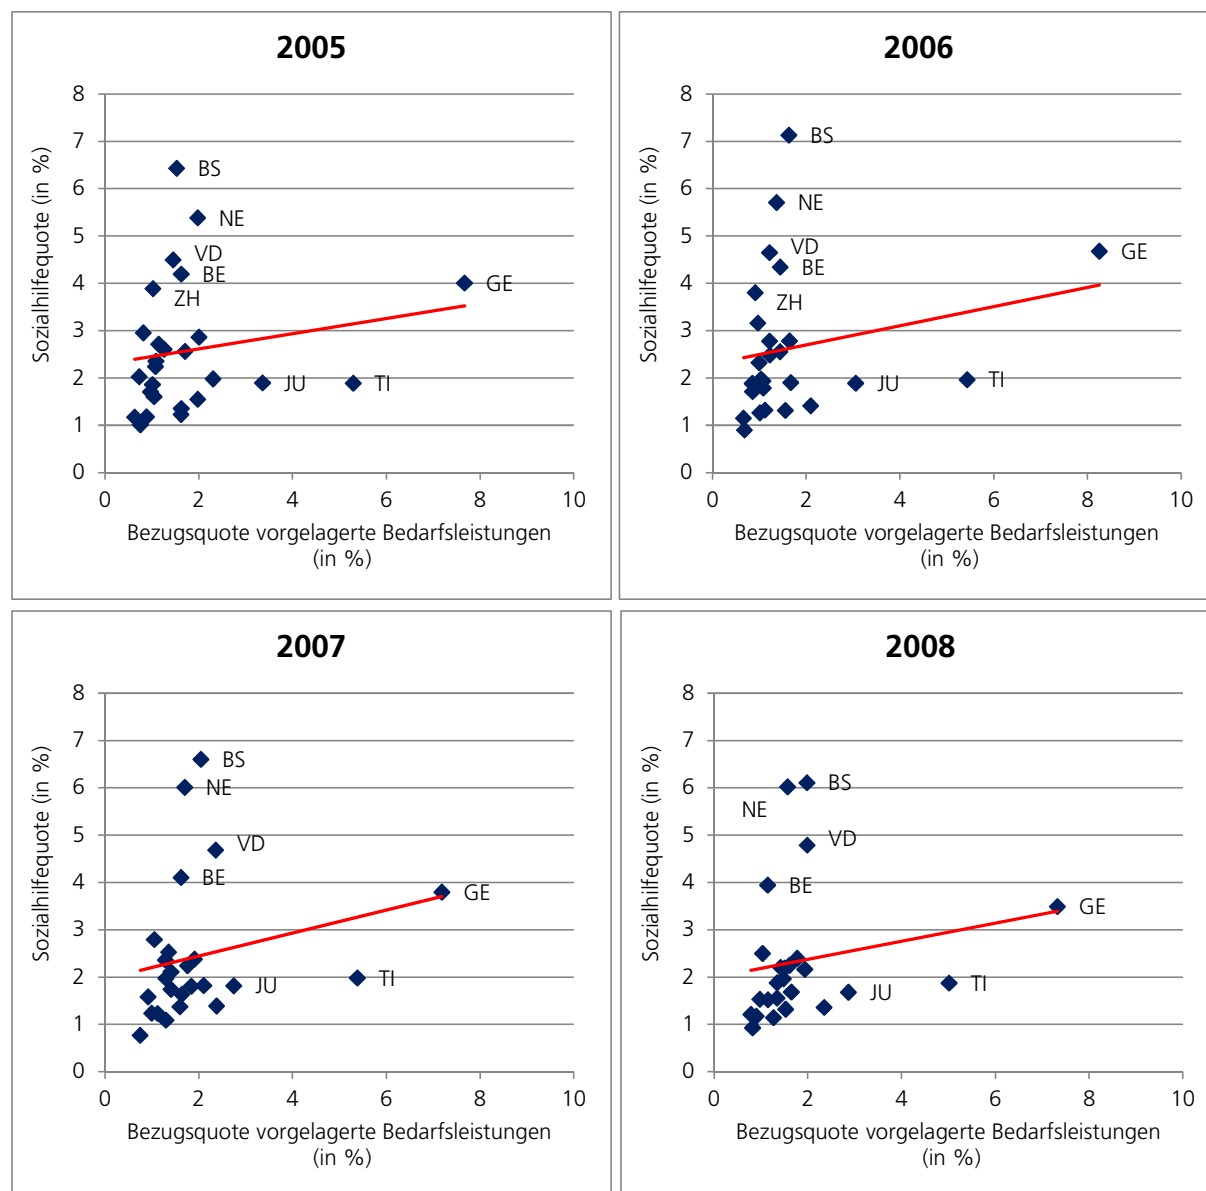 2005
8
7
6
5
4
3
2
1
0
0 2 4 6 8 10
Sozialhilfequote (in %)
BS
NE
VD
BE
ZH
GE
JU
TI
Bezugsquote vorgelagerte Bedarfsleistungen
(in %)
2006
8
7
6
5
4
3
2
1
0
0 2 4 6 8 10
Sozialhilfequote (in %)
BS
NE
VD
BE
ZH
GE
JU
TI
Bezugsquote vorgelagerte Bedarfsleistungen
(in %)
2007
8
7
6
5
4
3
2
1
0
0 2 4 6 8 10
Sozialhilfequote (in %)
BS
NE
VD
BE
GE
JU
TI
Bezugsquote vorgelagerte Bedarfsleistungen
(in %)
2008
8
7
6
5
4
3
2
1
0
0 2 4 6 8 10
Sozialhilfequote (in %)
BS
NE
VD
BE
GE
JU
TI
Bezugsquote vorgelagerte Bedarfsleistungen
(in %)